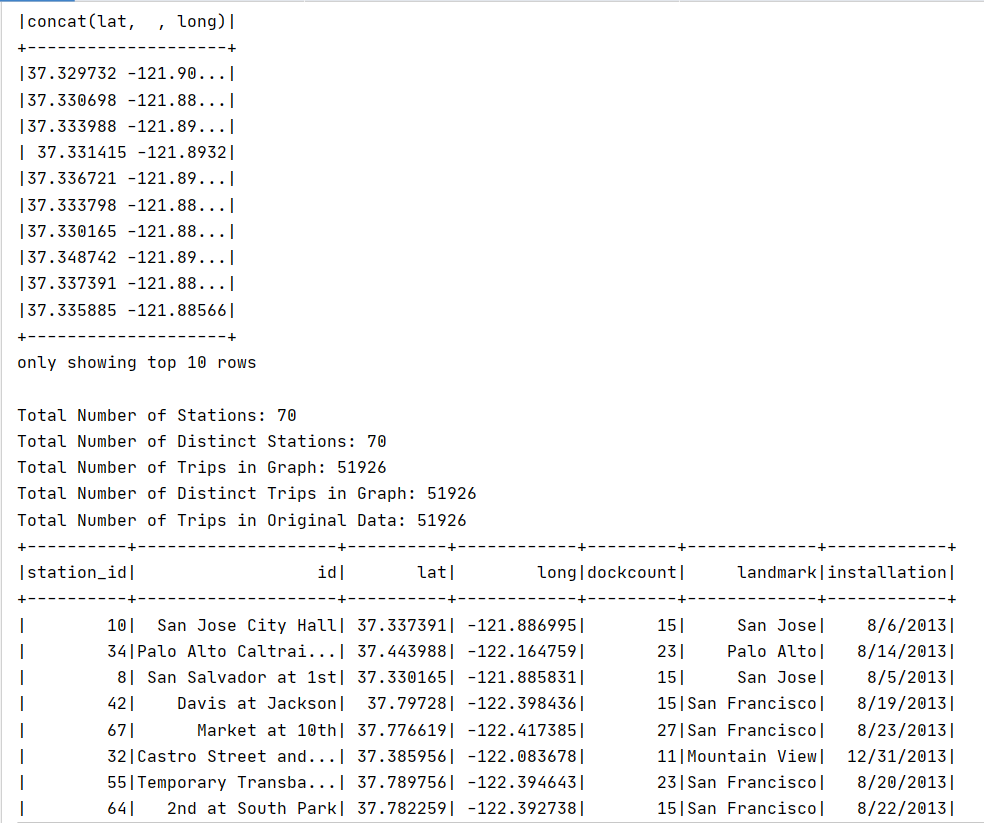 |concat(lat,  , long)|
+--------------------+
|37.329732 -121.90...|
|37.330698 -121.88...|
|37.333988 -121.89...|
| 37.331415 -121.8932|
|37.336721 -121.89...|
|37.333798 -121.88...|
|37.330165 -121.88...|
|37.348742 -121.89...|
|37.337391 -121.88...|
|37.335885 -121.88566|
+--------------------+
only showing top 10 rows

Total Number of Stations: 70
Total Number of Distinct Stations: 70
Total Number of Trips in Graph: 51926
Total Number of Distinct Trips in Graph: 51926
Total Number of Trips in Original Data: 51926
+----------+--------------------+----------+------------+---------+-------------+------------+
|station_id|                  id|       lat|        long|dockcount|     landmark|installation|
+----------+--------------------+----------+------------+---------+-------------+------------+
|        10|  San Jose City Hall| 37.337391| -121.886995|       15|     San Jose|    8/6/2013|
|        34|Palo Alto Caltrai...| 37.443988| -122.164759|       23|    Palo Alto|   8/14/2013|
|         8| San Salvador at 1st| 37.330165| -121.885831|       15|     San Jose|    8/5/2013|
|        42|    Davis at Jackson|  37.79728| -122.398436|       15|San Francisco|   8/19/2013|
|        67|      Market at 10th| 37.776619| -122.417385|       27|San Francisco|   8/23/2013|
|        32|Castro Street and...| 37.385956| -122.083678|       11|Mountain View|  12/31/2013|
|        55|Temporary Transba...| 37.789756| -122.394643|       23|San Francisco|   8/20/2013|
|        64|   2nd at South Park| 37.782259| -122.392738|       15|San Francisco|   8/22/2013|